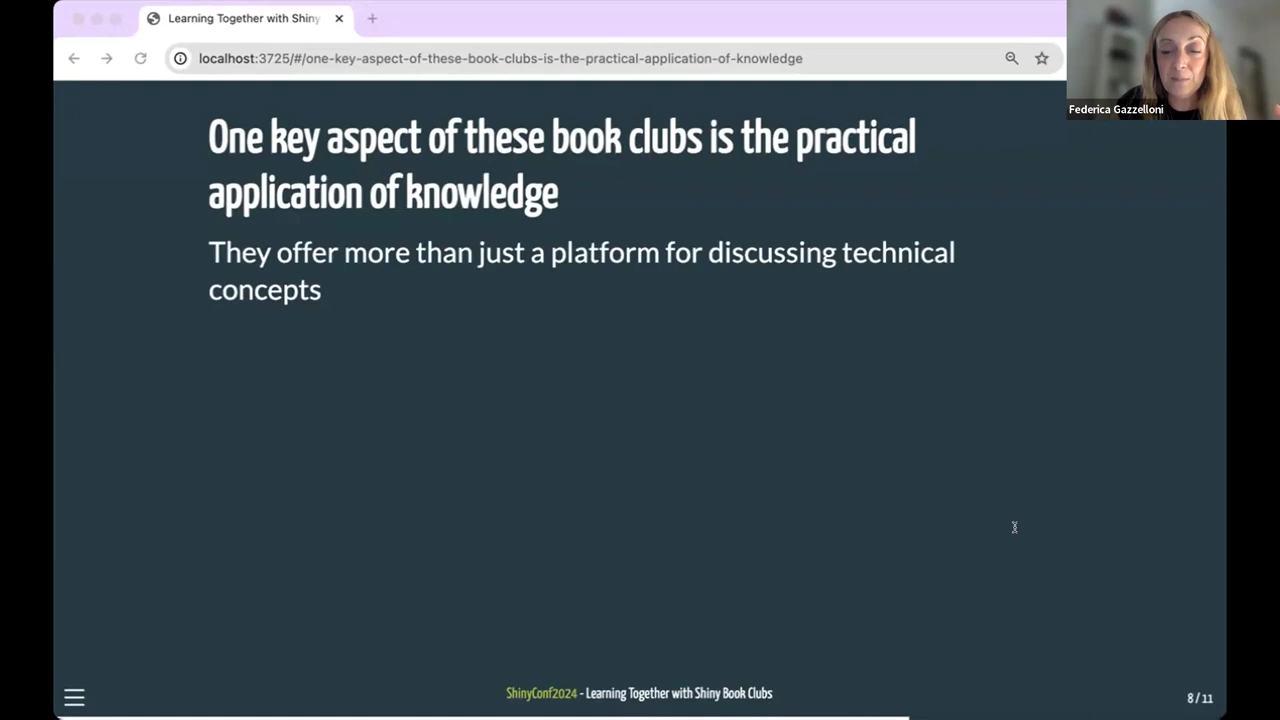 Learning Together with Shiny
localhost:3725/#/one-key-aspect-of-these-book-clubs-is-the-practical-application-of-knowledge
Federica Gazzelloni
One key aspect of these book clubs is the practical
application of knowledge
They offer more than just a platform for discussing technical
concepts
ShinyConf2024 - Learning Together with Shiny Book Clubs
8 / 11